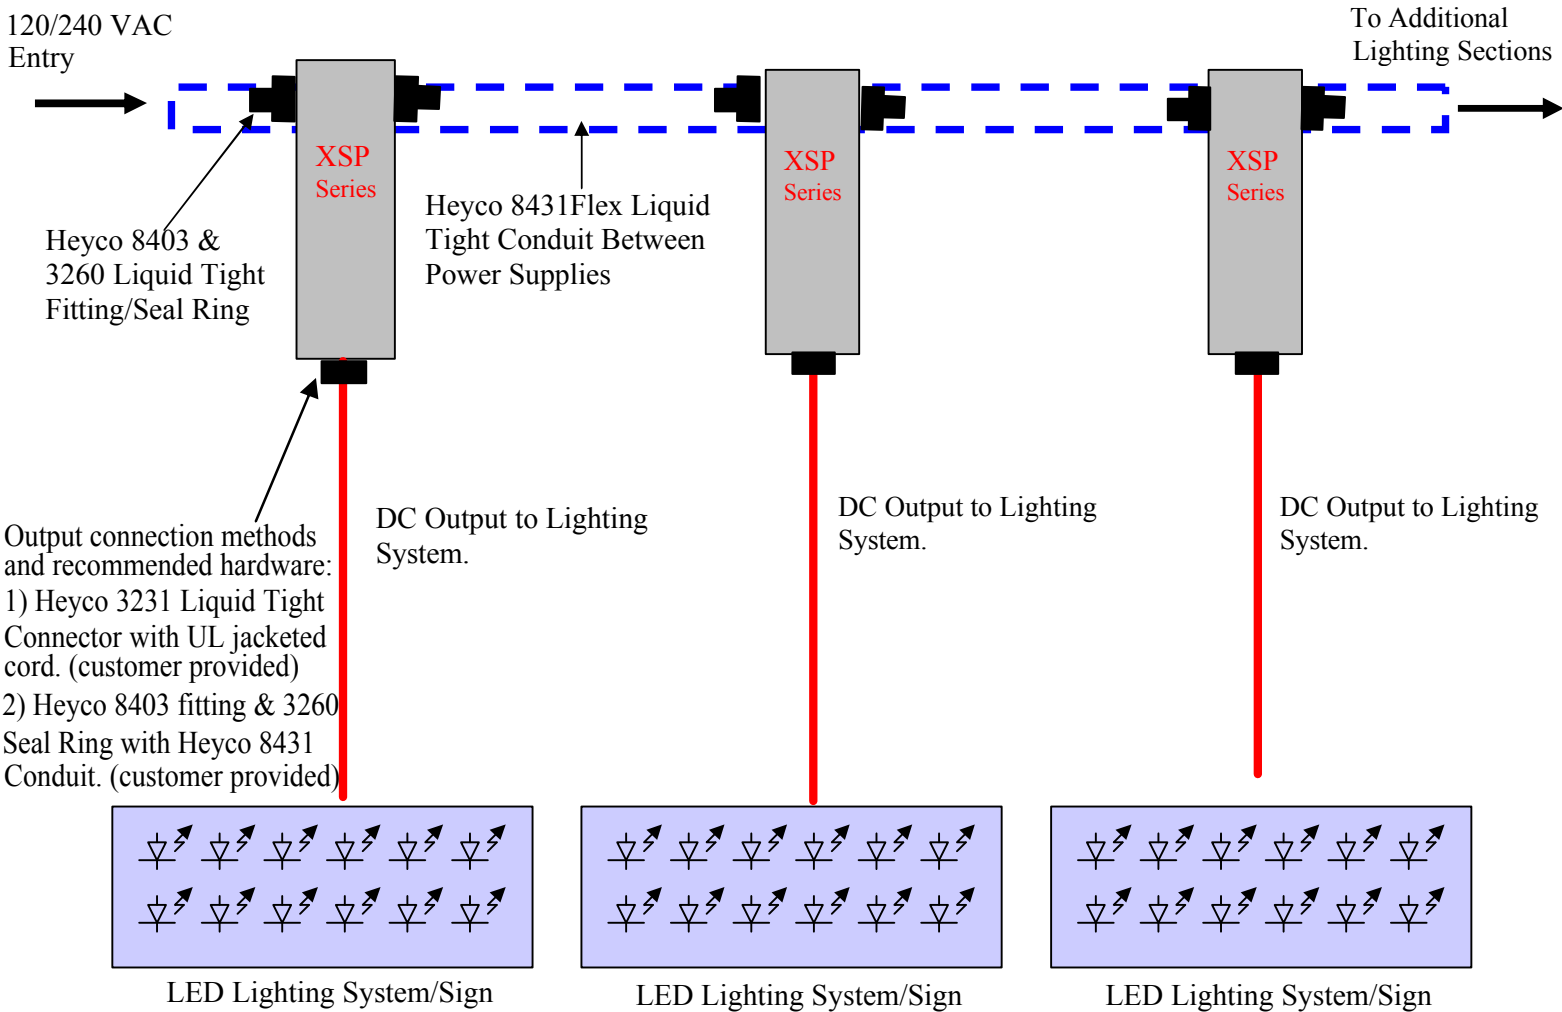 120/240 VAC
Entry
To Additional
Lighting Sections
XSP
Series
XSP
Series
XSP
Series
Heyco 8403 &
3260 Liquid Tight
Fitting/Seal Ring
Heyco 8431Flex Liquid
Tight Conduit Between
Power Supplies
Output connection methods
and recommended hardware:
1) Heyco 3231 Liquid Tight
Connector with UL jacketed
cord. (customer provided)
2) Heyco 8403 fitting & 3260
Seal Ring with Heyco 8431
Conduit. (customer provided)
DC Output to Lighting
System.
DC Output to Lighting
System.
DC Output to Lighting
System.
LED Lighting System/Sign
LED Lighting System/Sign
LED Lighting System/Sign